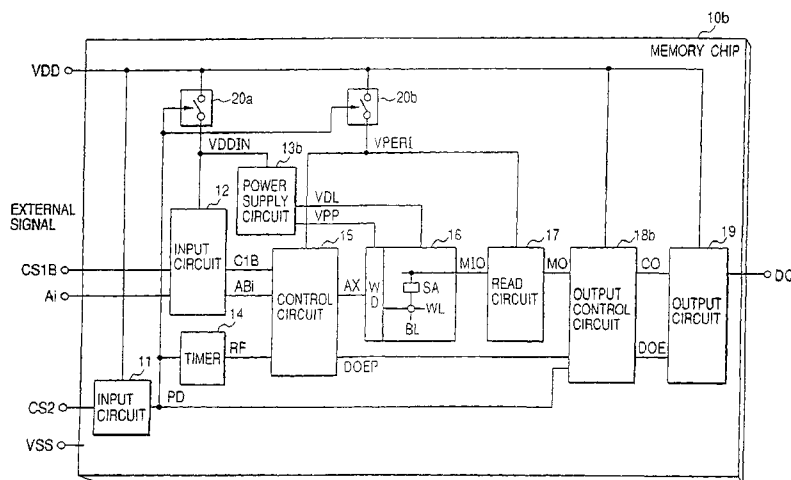 10b
MEMORY CHIP
VDD
20a
20b
VDDIN
VPERI
13b
POWER SUPPLY CIRCUIT
VDL
VPP
EXTERNAL SIGNAL
12
INPUT CIRCUIT
15
CONTROL CIRCUIT
16
WD
SA
WL
BL
17
READ CIRCUIT
18b
OUTPUT CONTROL CIRCUIT
19
OUTPUT CIRCUIT
CS1B
C1B
MIO
MO
CO
Ai
ABi
AX
14
TIMER
RF
DOEP
DOE
11
INPUT CIRCUIT
CS2
PD
VSS